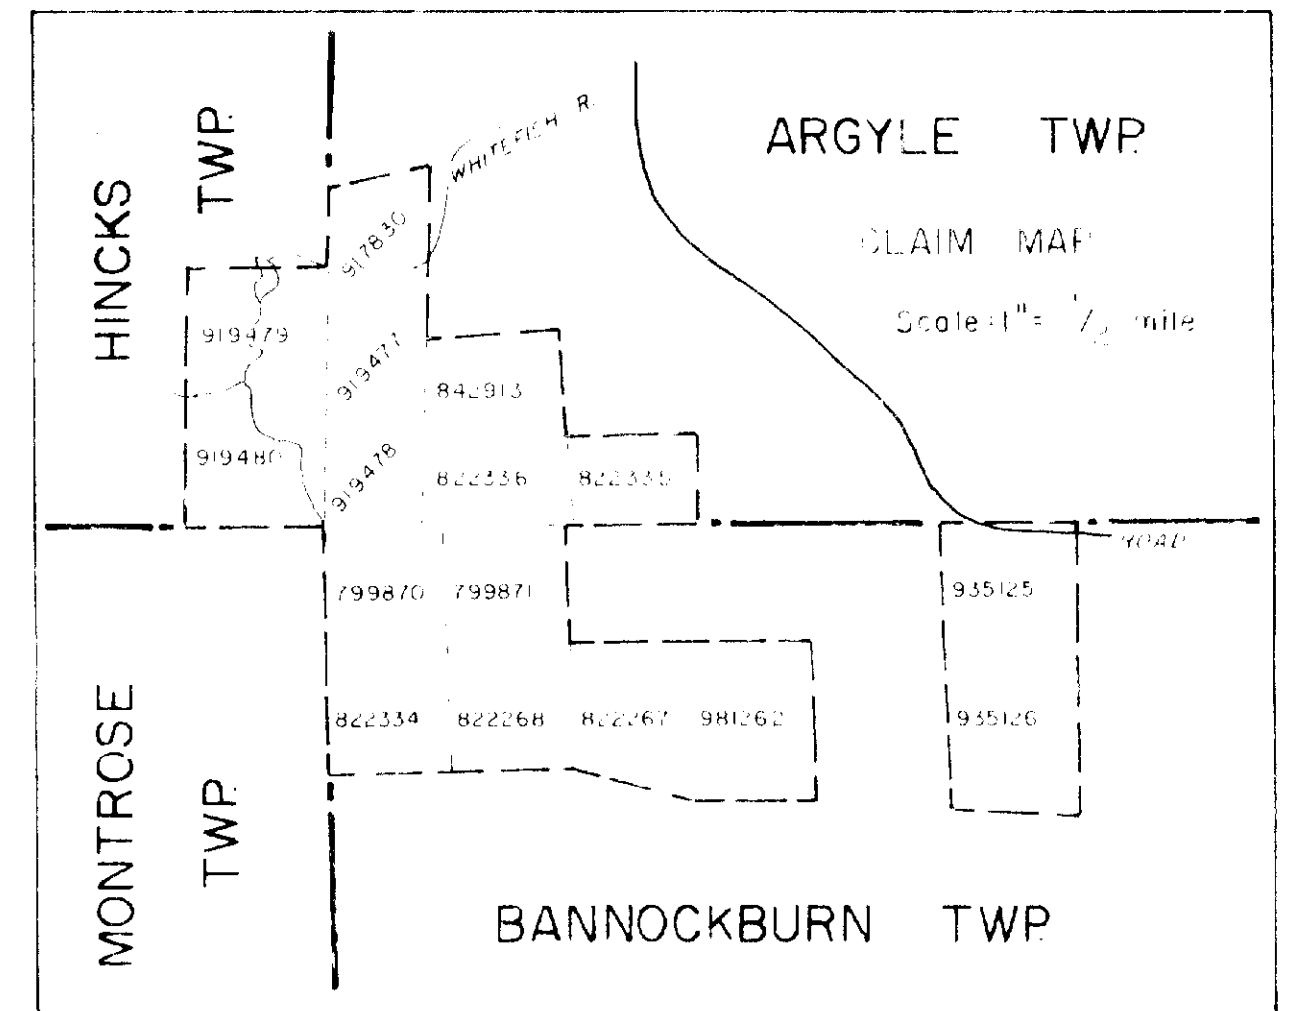 HINCKS TWP.
WHITEFISH R.
ARGYLE TWP.
CLAIM MAP
Scale: 1" = 1/2 mile
917830
919479
919477
842913
919480
919478
822336
822335
ROAD
799870
799871
935125
822334
822268
822267
981262
935126
MONTROSE TWP.
BANNOCKBURN TWP.